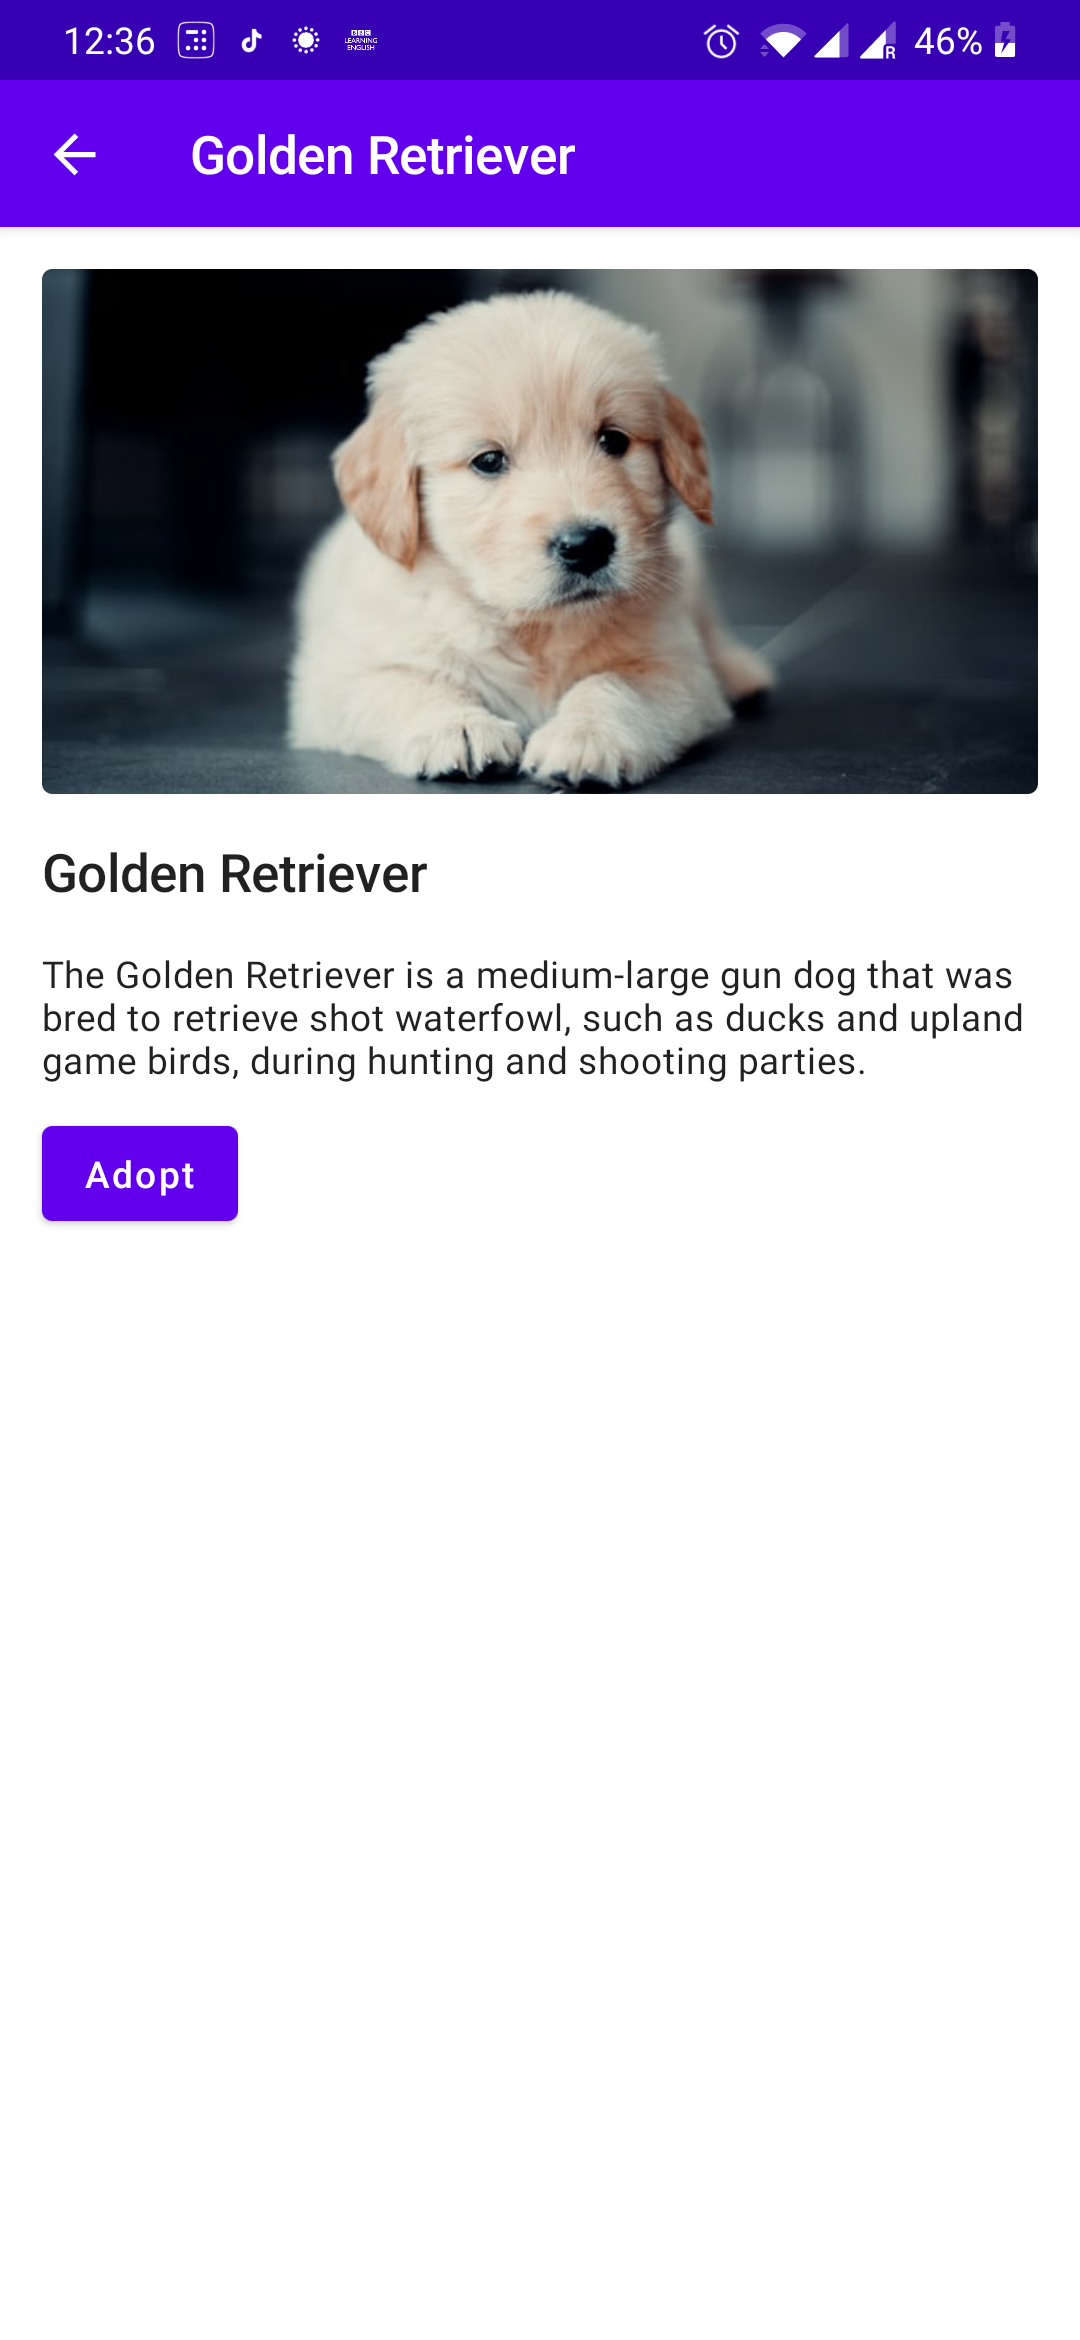 12:36 BBC LEARNING ENGLISH R 46%
Golden Retriever
Golden Retriever
The Golden Retriever is a medium-large gun dog that was
bred to retrieve shot waterfowl, such as ducks and upland
game birds, during hunting and shooting parties.
Adopt